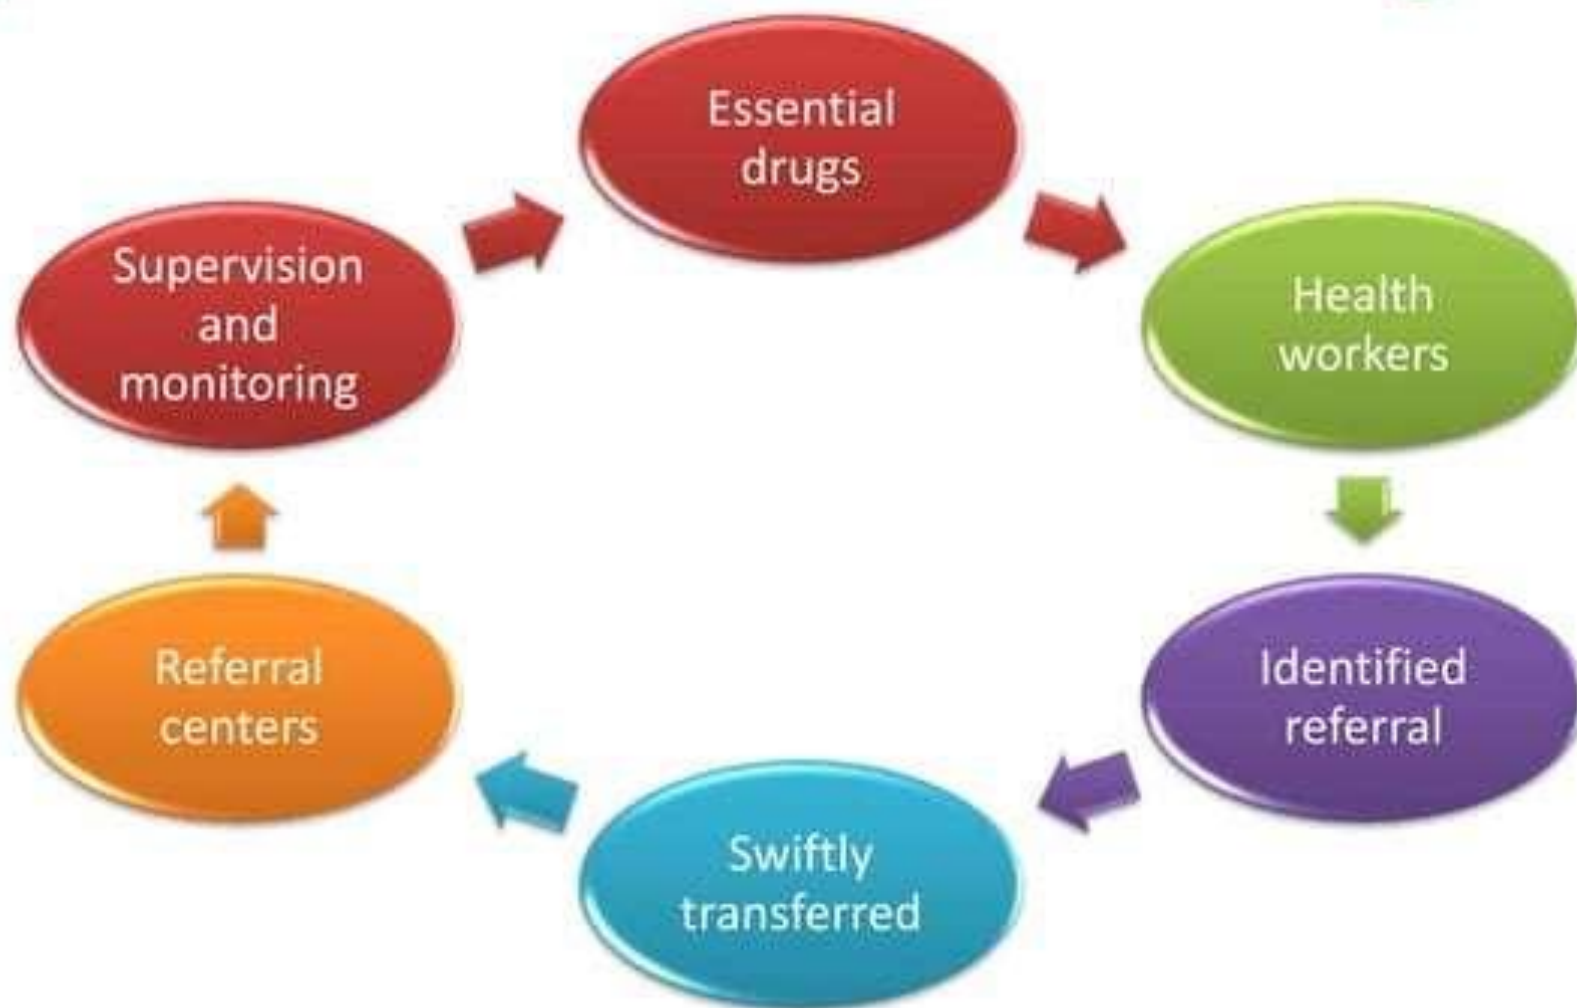 Essential
drugs
Health
workers
Identified
referral
Swiftly
transferred
Referral
centers
Supervision
and
monitoring